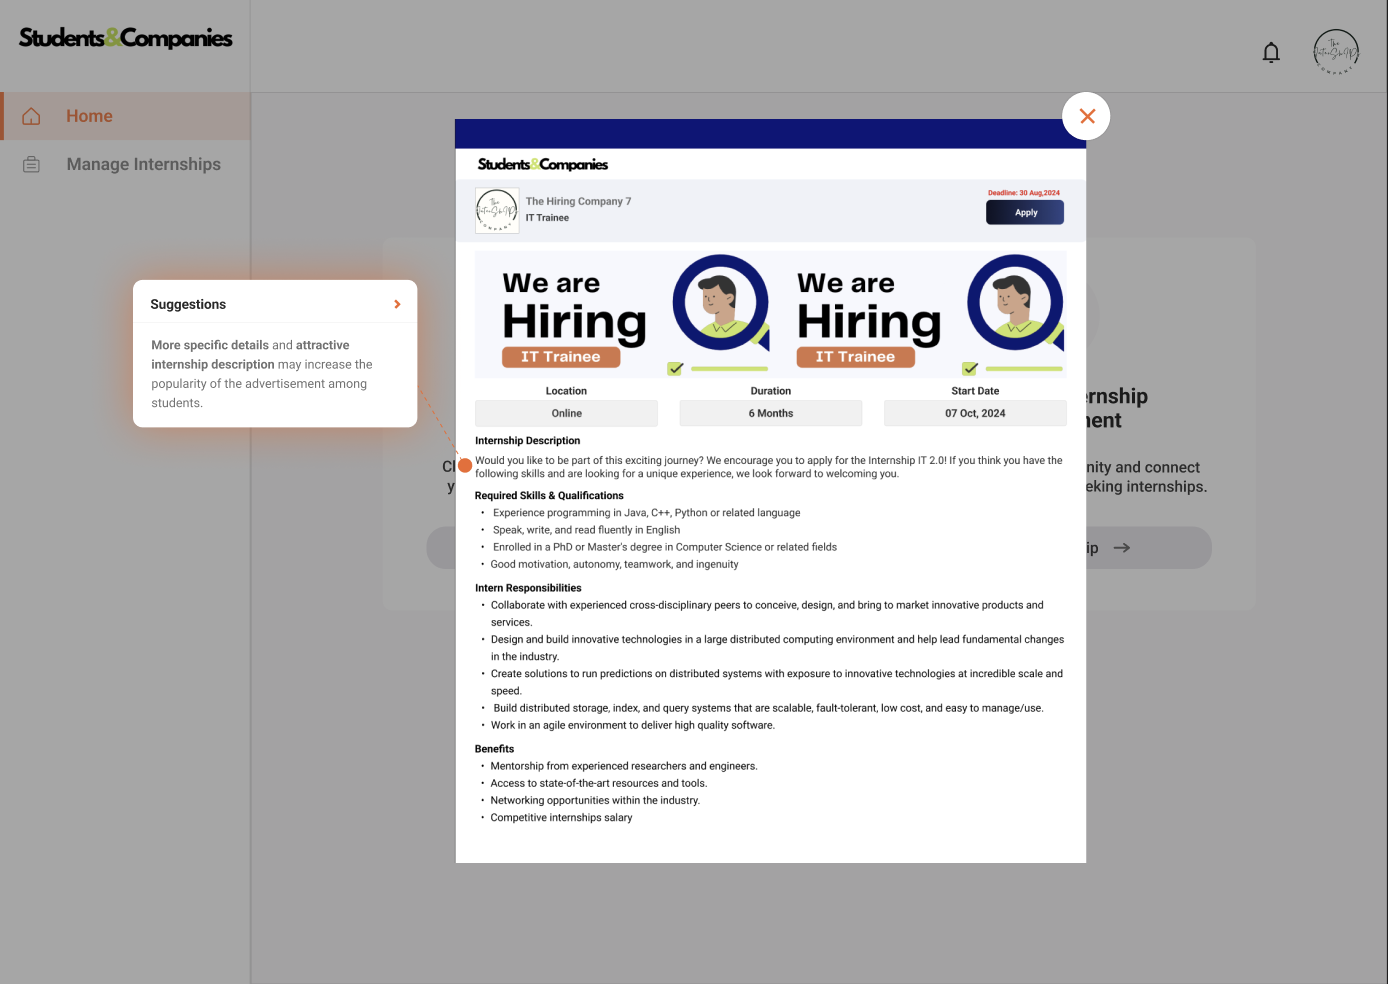 Students&Companies
The
InternSkIP
COMPANY
Home
Manage Internships
Students&Companies
The
InternSkIP
COMPANY
The Hiring Company 7
IT Trainee
Deadline: 30 Aug,2024
Apply
We are
Hiring
IT Trainee
We are
Hiring
IT Trainee
Location
Duration
Start Date
Online
6 Months
07 Oct, 2024
Suggestions
More specific details and attractive
internship description may increase the
popularity of the advertisement among
students.
Internship Description
Would you like to be part of this exciting journey? We encourage you to apply for the Internship IT 2.0! If you think you have the
following skills and are looking for a unique experience, we look forward to welcoming you.
Required Skills & Qualifications
• Experience programming in Java, C++, Python or related language
• Speak, write, and read fluently in English
• Enrolled in a PhD or Master's degree in Computer Science or related fields
• Good motivation, autonomy, teamwork, and ingenuity
Intern Responsibilities
• Collaborate with experienced cross-disciplinary peers to conceive, design, and bring to market innovative products and
services.
• Design and build innovative technologies in a large distributed computing environment and help lead fundamental changes
in the industry.
• Create solutions to run predictions on distributed systems with exposure to innovative technologies at incredible scale and
speed.
• Build distributed storage, index, and query systems that are scalable, fault-tolerant, low cost, and easy to manage/use.
• Work in an agile environment to deliver high quality software.
Benefits
• Mentorship from experienced researchers and engineers.
• Access to state-of-the-art resources and tools.
• Networking opportunities within the industry.
• Competitive internships salary
ernship
nent
Cl
y
nity and connect
eking internships.
ip